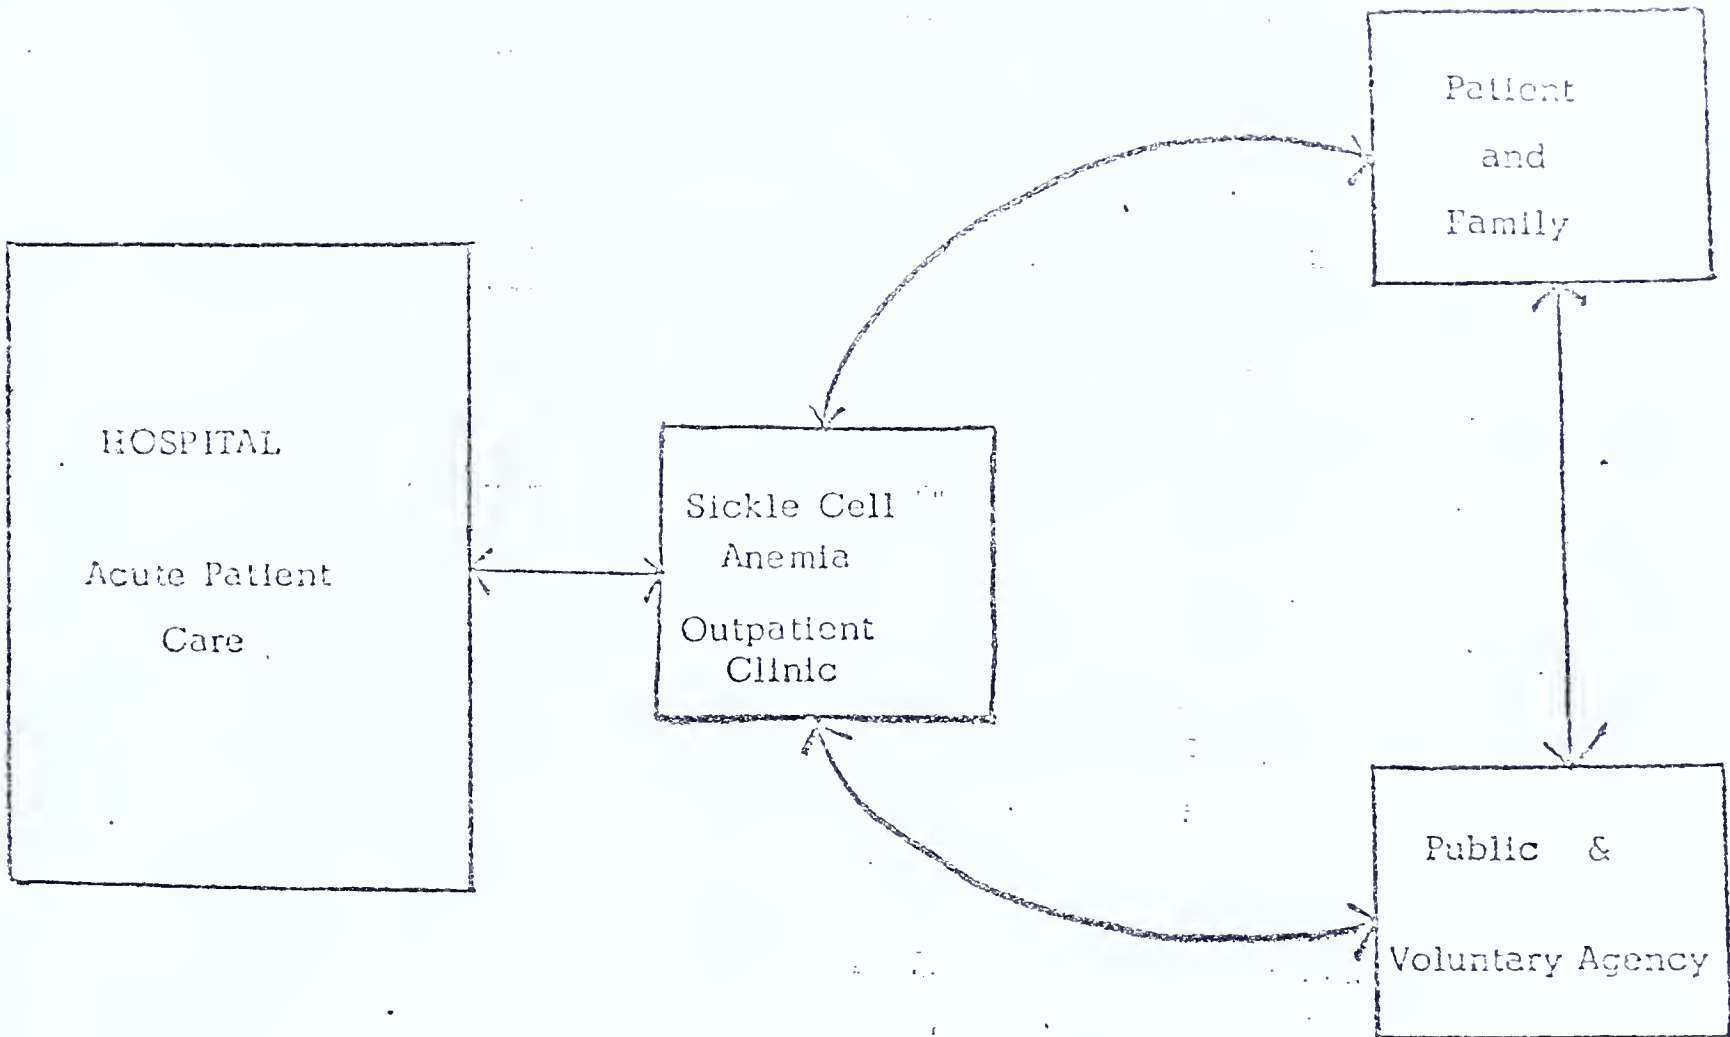 Patient
and
Family
HOSPITAL
Acute Patient
Care
Sickle Cell
Anemia
Outpatient
Clinic
Public &
Voluntary Agency